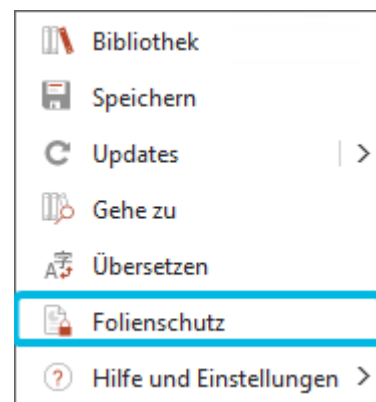 Bibliothek
Speichern
Updates
Gehe zu
Übersetzen
Folienschutz
Hilfe und Einstellungen